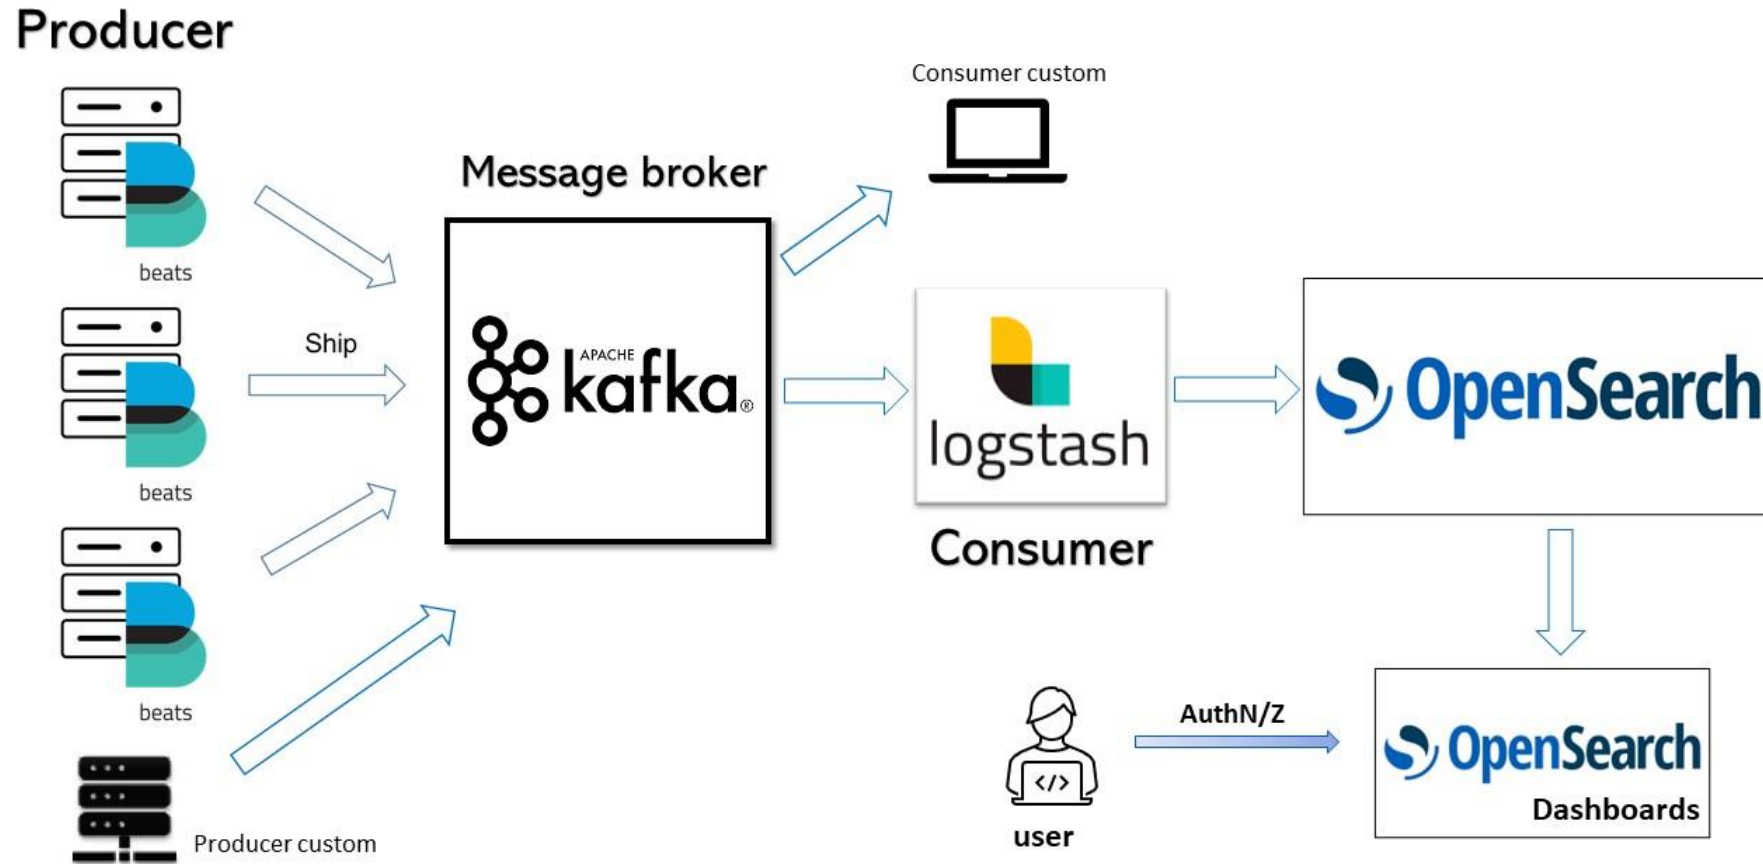 Producer
beats
Ship
beats
beats
Producer custom
Message broker
APACHE
kafka®
Consumer custom
logstash
Consumer
OpenSearch
user
</>
AuthN/Z
OpenSearch
Dashboards